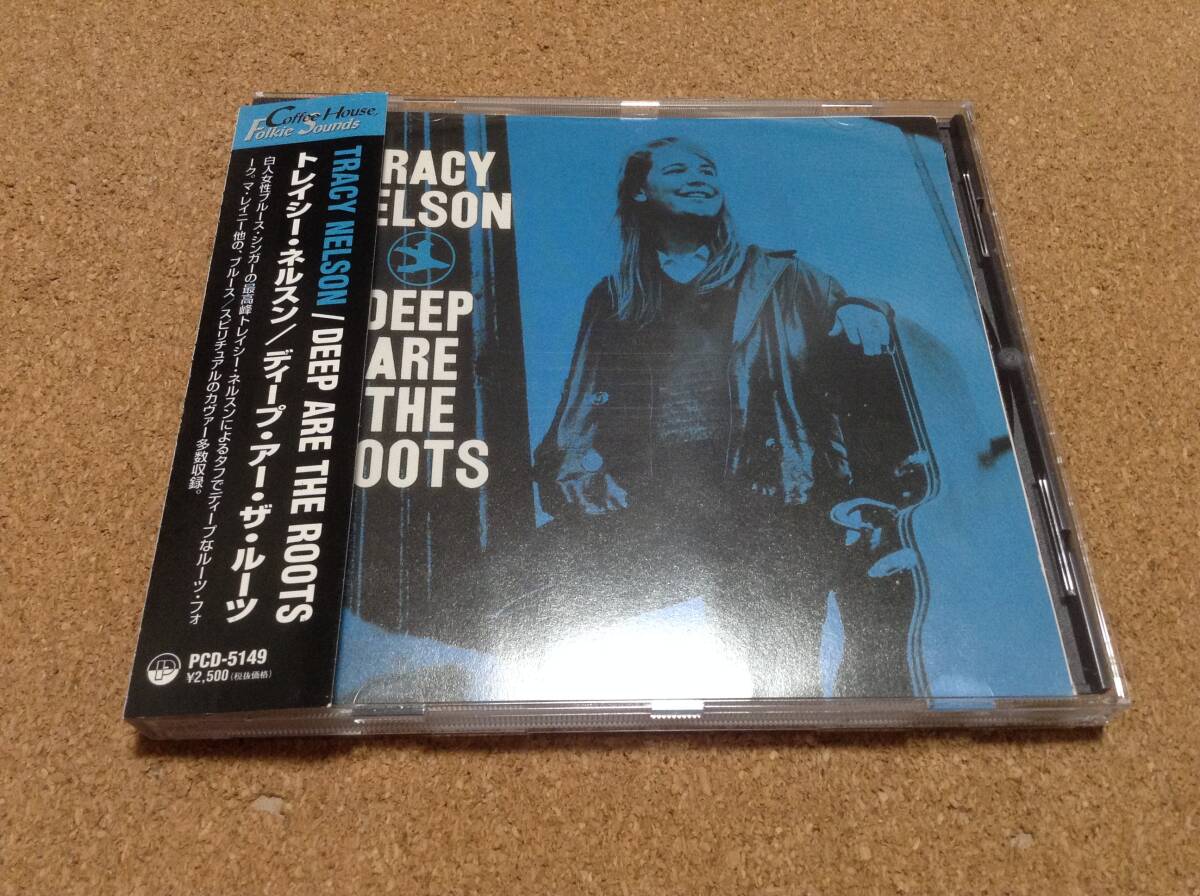 Coffee House,
Folkie Sounds
TRACY NELSON / DEEP ARE THE ROOTS
トレイシー・ネルスン／ディープ・アー・ザ・ルーツ
白人女性ブルース・シンガーの最高峰トレイシー・ネルスンによるタフでディープなルーツ・フォ
ーク。マ・レイニー他の、ブルース／スピリチュアルのカヴァー多数収録。
PCD-5149
¥2,500(税抜価格)
RACY
ELSON
DEEP
ARE
THE
OOTS